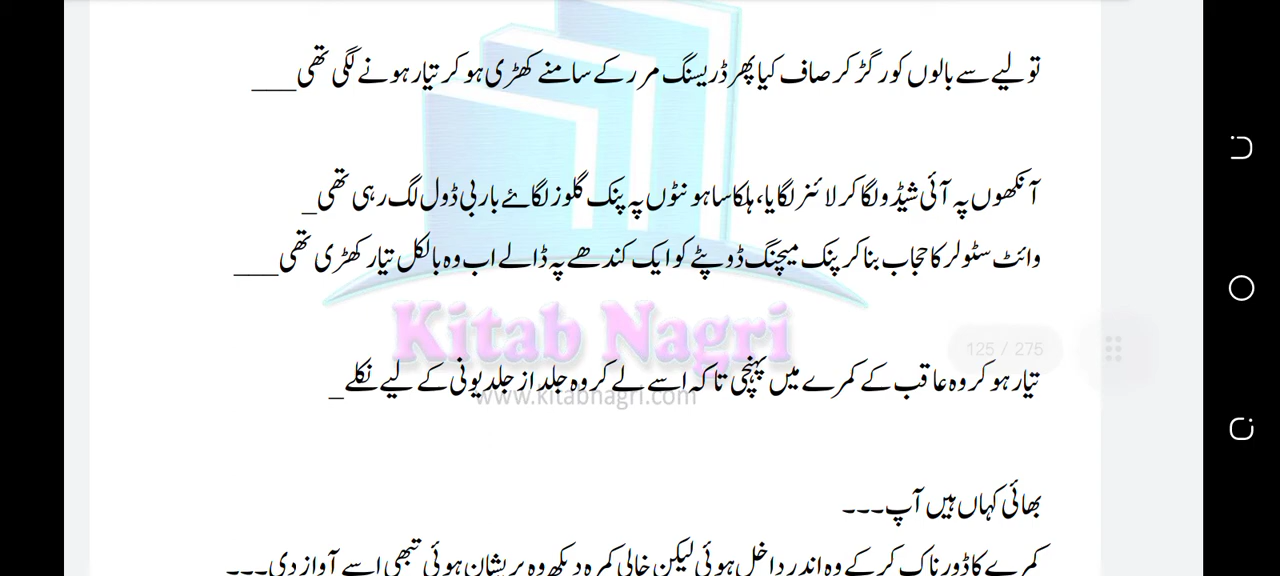 تولیے سے بالوں کو رگڑ کر صاف کیا پھر ڈریسنگ مرر کے سامنے کھڑی ہو کر تیار ہونے لگی تھی___
آنکھوں پہ آئی شیڈو لگا کر لائنر لگایا، ہلکا سا ہونٹوں پہ پنک گلوز لگائے باربی ڈول لگ رہی تھی_
وائٹ سٹولر کا حجاب بنا کر پنک میچنگ ڈوپٹے کو ایک کندھے پہ ڈالے اب وہ بالکل تیار کھڑی تھی___
Kitab Nagri
125 / 275
تیار ہو کر وہ عاقب کے کمرے میں پہنچی تاکہ اسے لے کر وہ جلد از جلد یونی کے لیے نکلے_
www.kitabnagri.com
بھائی کہاں ہیں آپ---
کمرے کا ڈور ناک کر کے وہ اندر داخل ہوئی لیکن خالی کمرہ دیکھ وہ پریشان ہوئی تبھی اسے آواز دی---